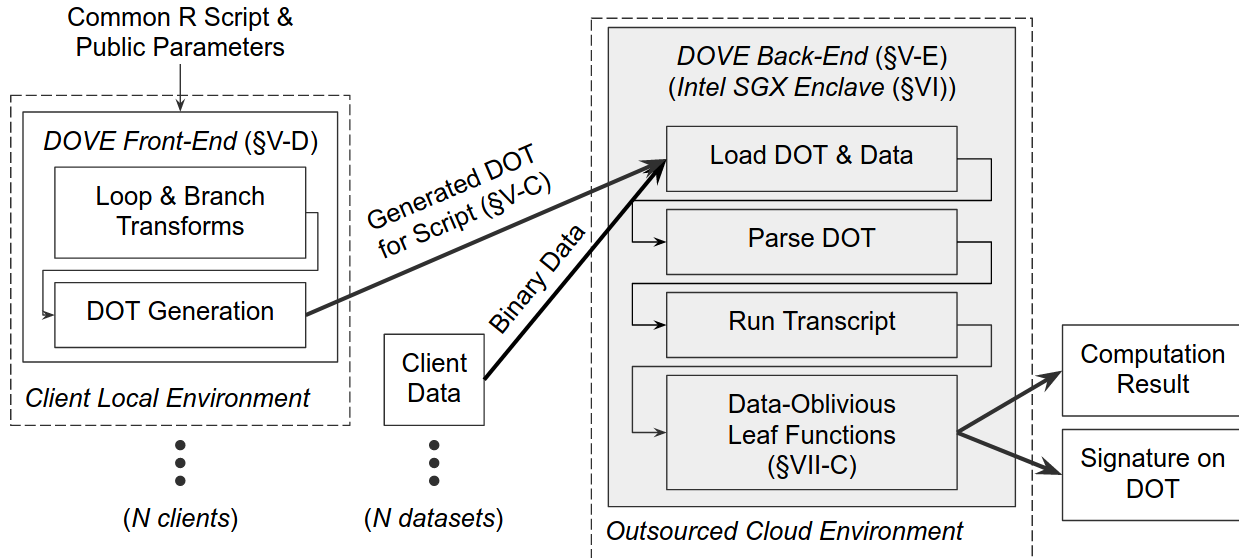 Common R Script &
Public Parameters
DOVE Front-End (§V-D)
Loop & Branch
Transforms
DOT Generation
Client Local Environment
(N clients)
Generated DOT
for Script (§V-C)
Binary Data
Client
Data
(N datasets)
DOVE Back-End (§V-E)
(Intel SGX Enclave (§VI))
Load DOT & Data
Parse DOT
Run Transcript
Data-Oblivious
Leaf Functions
(§VII-C)
Outsourced Cloud Environment
Computation
Result
Signature on
DOT